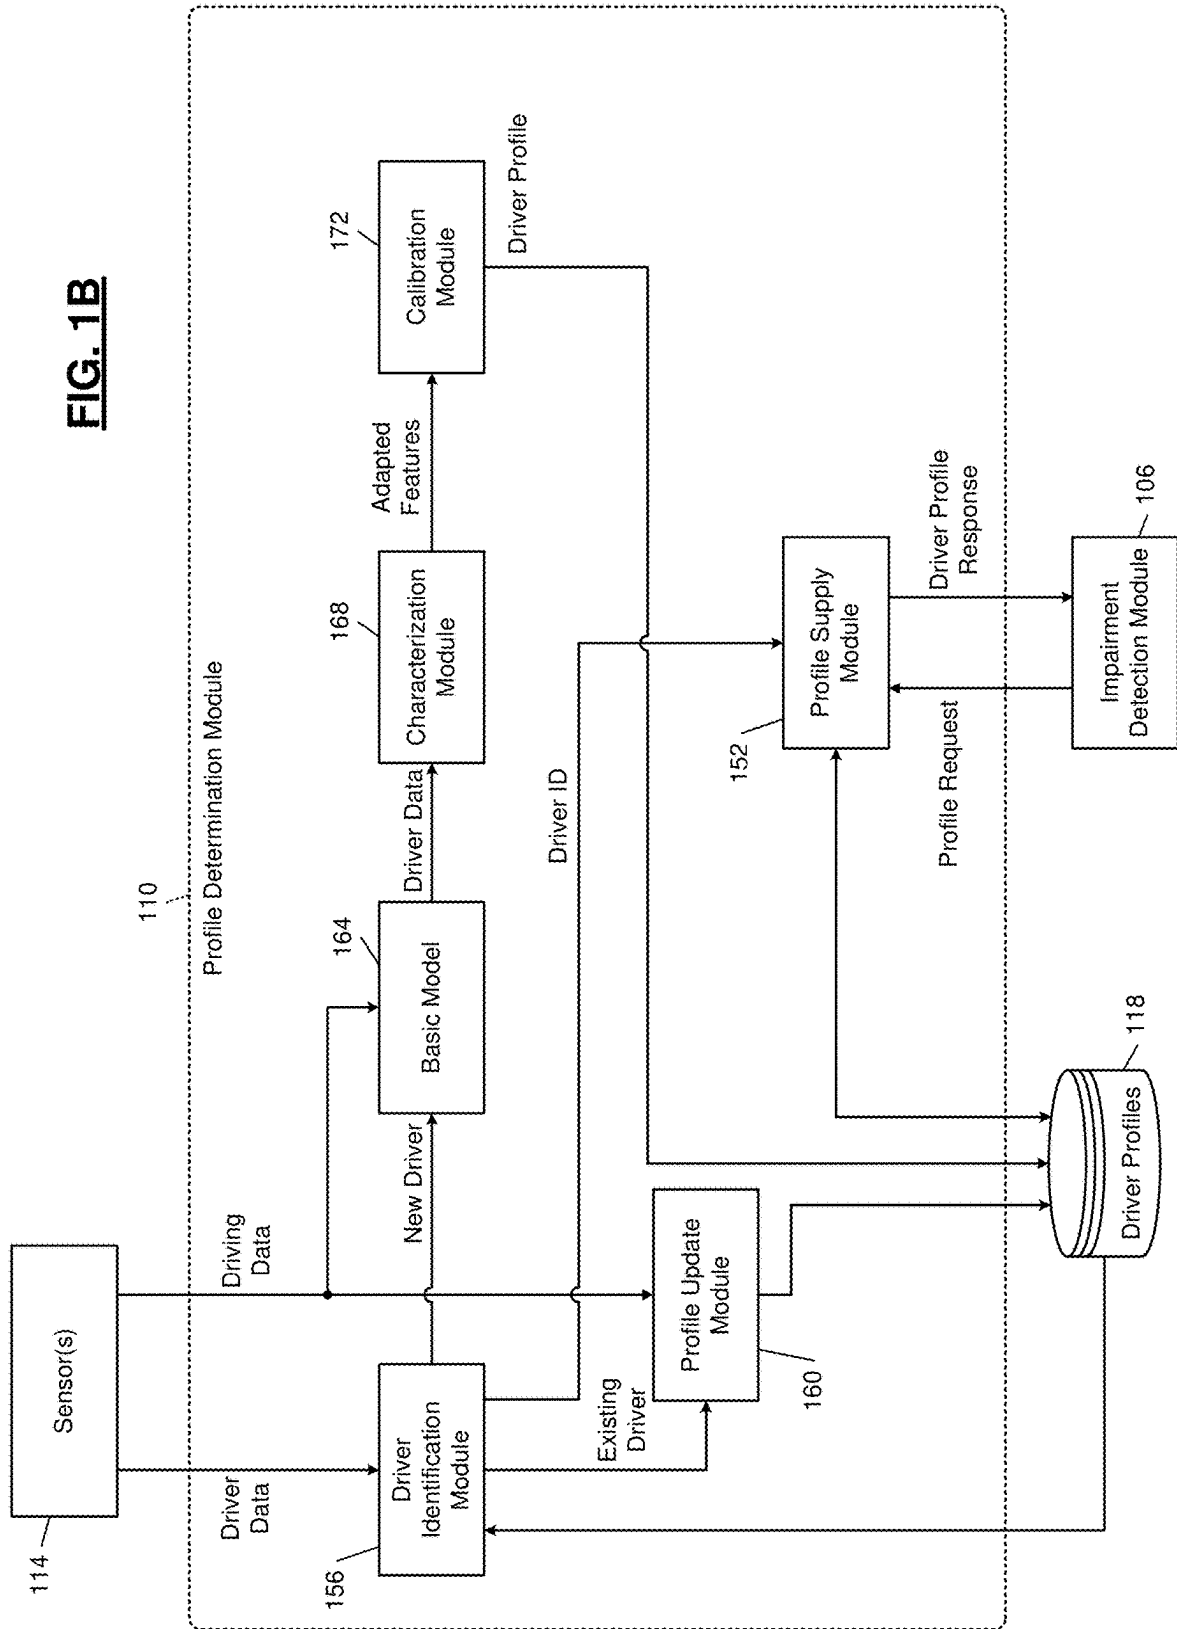 FIG. 1B
114
Sensor(s)
Driver
Data
Driving
Data
110
Profile Determination Module
156
Driver
Identification
Module
New Driver
164
Basic Model
Driver Data
168
Characterization
Module
Adapted
Features
172
Calibration
Module
Driver Profile
Driver ID
Existing
Driver
Profile Update
Module
160
152
Profile Supply
Module
Profile Request
Driver Profile
Response
118
Driver Profiles
Impairment
Detection Module
106